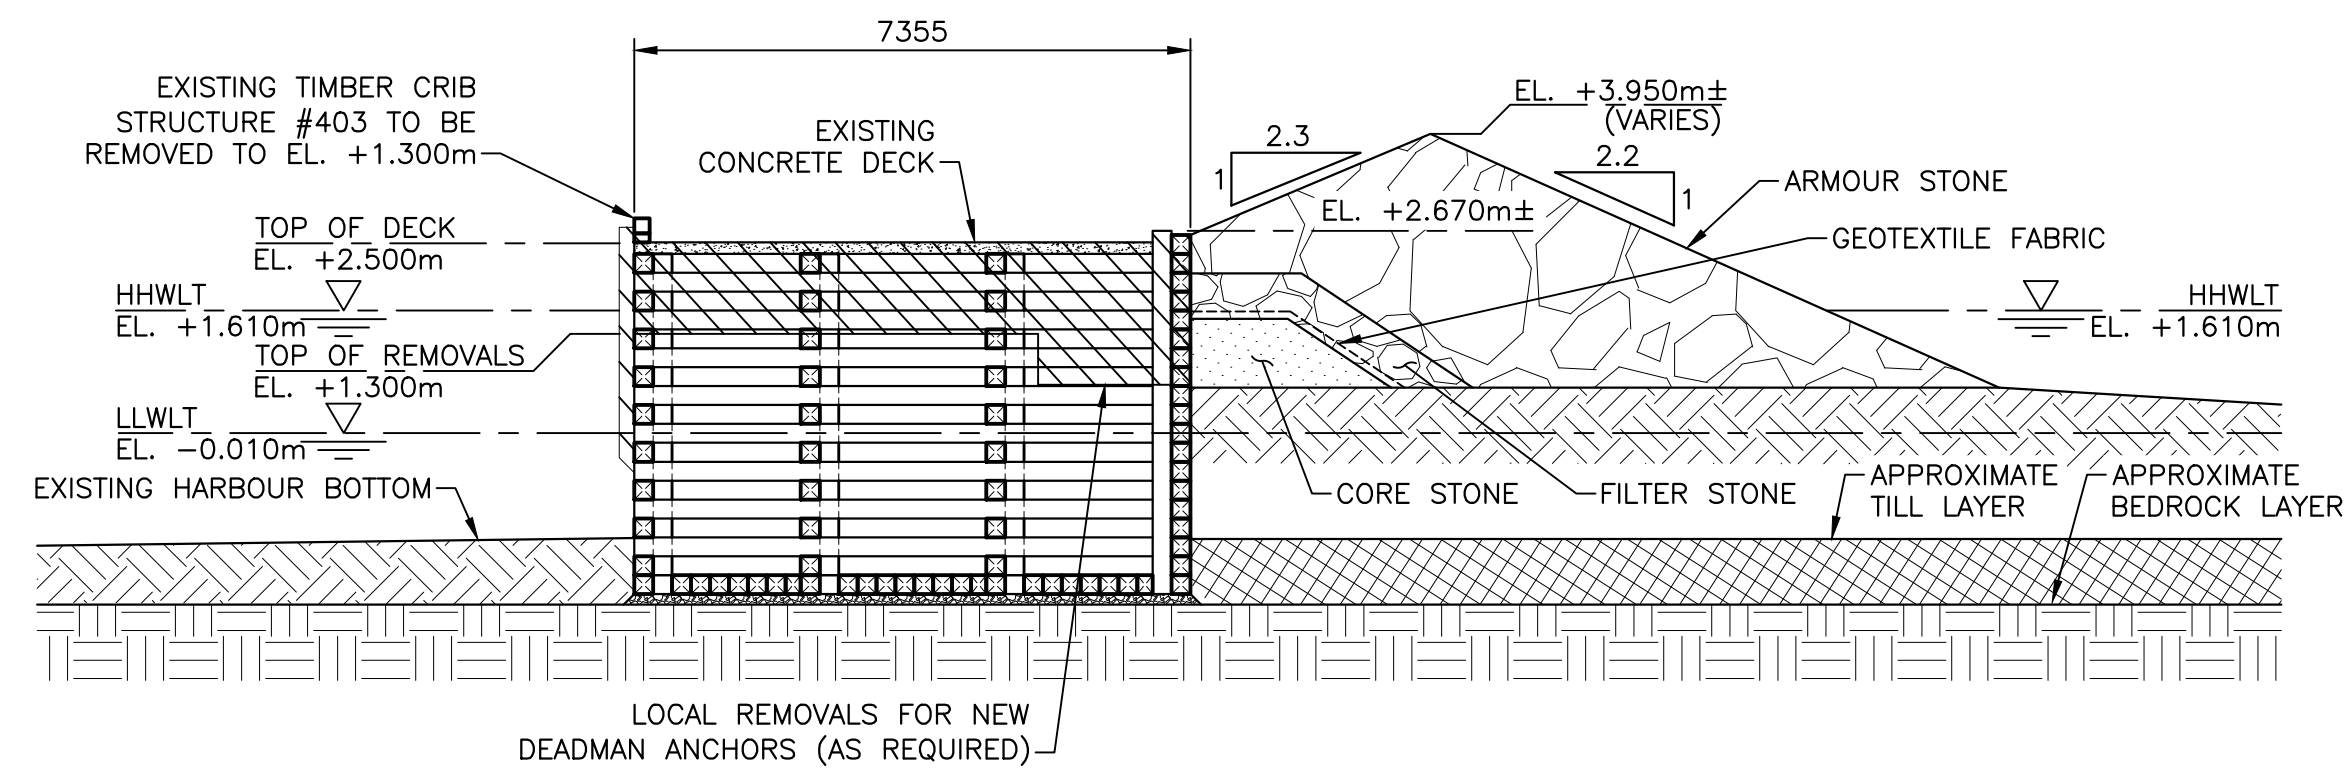 7355
EXISTING TIMBER CRIB
STRUCTURE #403 TO BE
REMOVED TO EL. +1.300m
EXISTING
CONCRETE DECK
EL. +3.950m±
(VARIES)
2.3
1
2.2
1
ARMOUR STONE
EL. +2.670m±
GEOTEXTILE FABRIC
TOP OF DECK
EL. +2.500m
HHWLT
EL. +1.610m
HHWLT
EL. +1.610m
TOP OF REMOVALS
EL. +1.300m
LLWLT
EL. -0.010m
EXISTING HARBOUR BOTTOM
CORE STONE
FILTER STONE
APPROXIMATE
TILL LAYER
APPROXIMATE
BEDROCK LAYER
LOCAL REMOVALS FOR NEW
DEADMAN ANCHORS (AS REQUIRED)